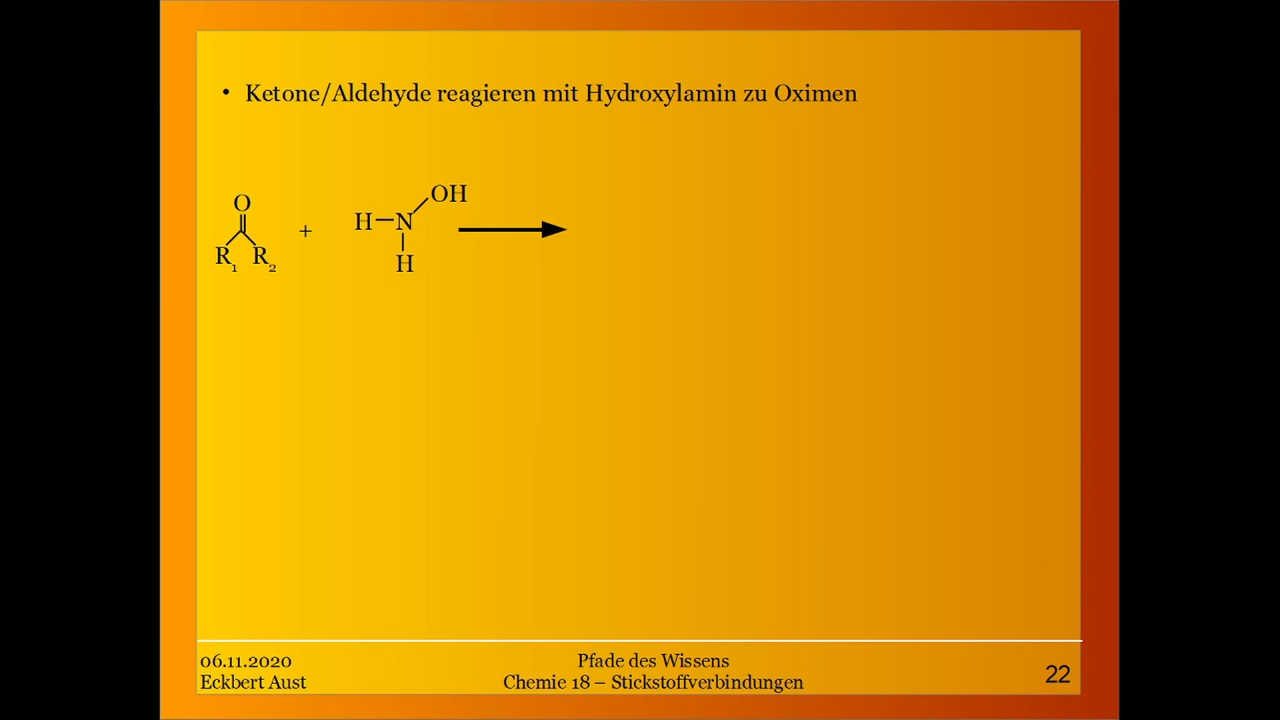 • Ketone/Aldehyde reagieren mit Hydroxylamin zu Oximen
O
R₁ R₂
+
OH
H–N
H
06.11.2020
Eckbert Aust
Pfade des Wissens
Chemie 18 – Stickstoffverbindungen
22